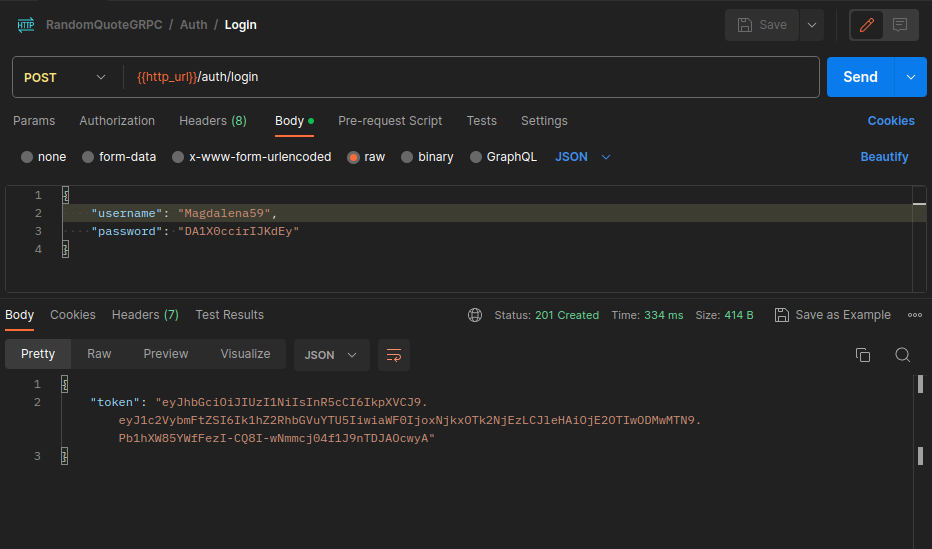 HTTP RandomQuoteGRPC / Auth / Login Save
POST {{http_url}}/auth/login Send
Params Authorization Headers (8) Body Pre-request Script Tests Settings Cookies
none form-data x-www-form-urlencoded raw binary GraphQL JSON Beautify
1 {
2 "username": "Magdalena59",
3 "password": "DA1X0ccirIJKdEy"
4 }
Body Cookies Headers (7) Test Results Status: 201 Created Time: 334 ms Size: 414 B Save as Example
Pretty Raw Preview Visualize JSON
1 {
2 "token": "eyJhbGciOiJIUzI1NiIsInR5cCI6IkpXVCJ9.
eyJ1c2VybmFtZSI6Ik1hZ2RhbGVuYTU5IiwiaWF0IjoxNjkxOTk2NjEzLCJleHAiOjE2OTIwODMwMTN9.
Pb1hXW85YWfFezI-CQ8I-wNmmcj04f1J9nTDJAOcwyA"
3 }